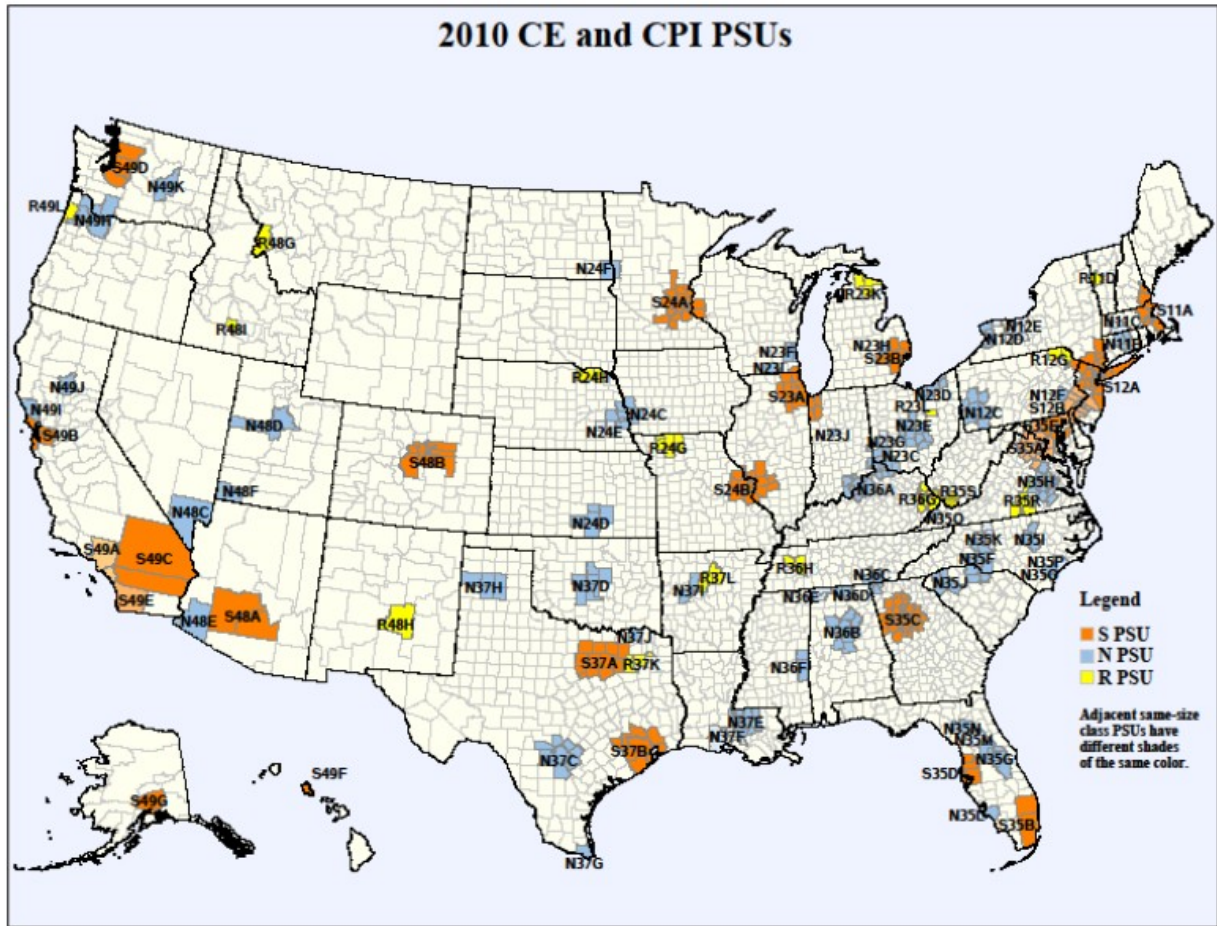 2010 CE and CPI PSUs
S49D
N49K
R49L
N49H
R48G
N24F
S24A
R23K
R11D
S11A
N11C
N11B
R48I
N12E
N12D
N23F
N23H
S23B
R12G
N49J
R24H
S23A
N23D
S12A
N49I
S49B
N48D
N24C
N24E
N23J
N12F
S12B
N12C
N23E
N23G
N23C
S48B
R24G
S35A
S24B
N36A
R36G
R35S
N35H
R35R
N35Q
N48F
N48C
N24D
S49A
S49C
S49E
N35K
N35I
N35F
R36H
N36C
N35P
N35O
N37H
N37D
N37I
R37L
N36E
N36D
N35J
Legend
S48A
N48E
R48H
S35C
N36B
S PSU
N37J
N PSU
S37A
R37K
N36F
R PSU
Adjacent same-size
class PSUs have
different shades
of the same color.
N37E
N37F
N35N
N35M
N37C
S37B
N35G
S35D
S49F
S49G
S35B
N37G